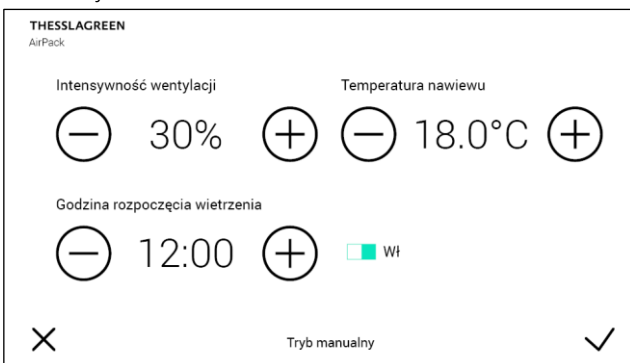 THESSLAGREEN
AirPack
Intensywność wentylacji
Temperatura nawiewu
30%
18.0°C
Godzina rozpoczęcia wietrzenia
12:00
Wł
Tryb manualny